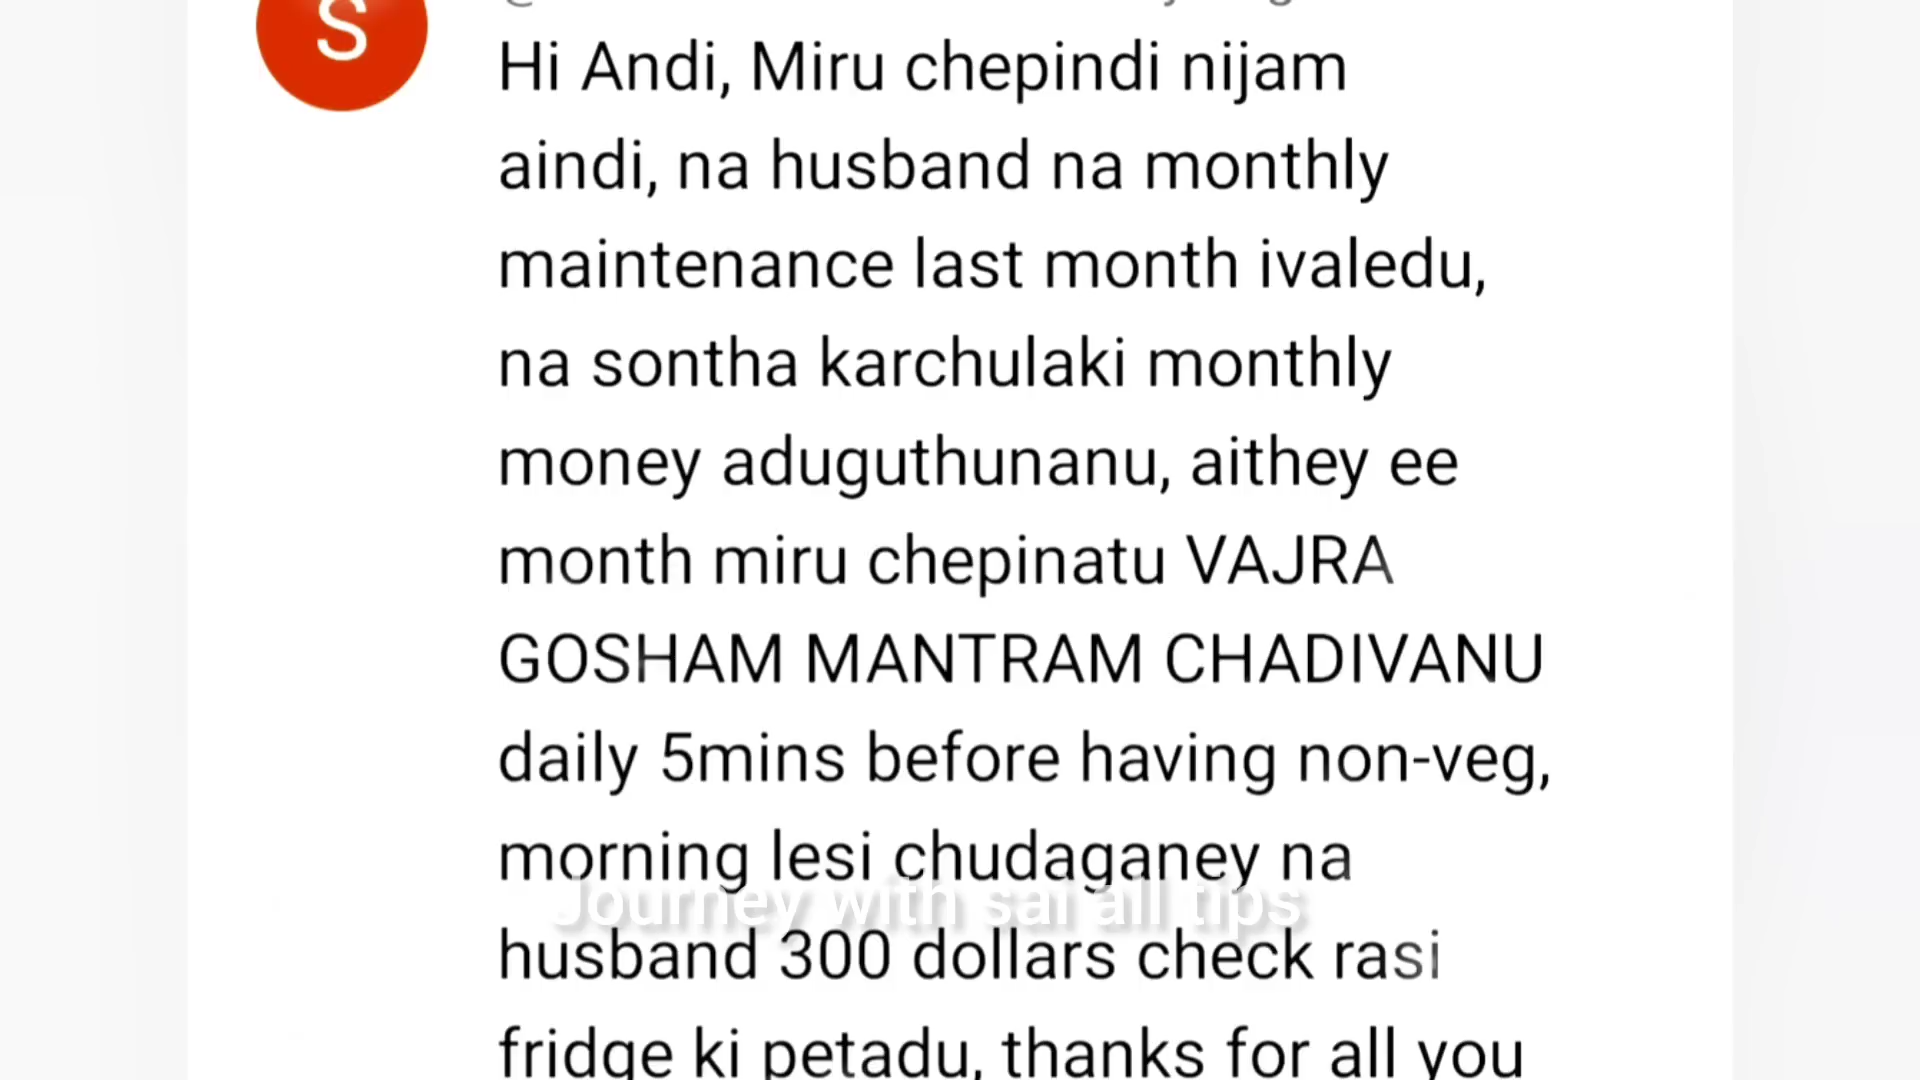 S
Hi Andi, Miru chepindi nijam
aindi, na husband na monthly
maintenance last month ivaledu,
na sontha karchulaki monthly
money aduguthunanu, aithey ee
month miru chepinatu VAJRA
GOSHAM MANTRAM CHADIVANU
daily 5mins before having non-veg,
morning lesi chudaganey na
Journey with sai all tips
husband 300 dollars check rasi
fridge ki petadu, thanks for all you